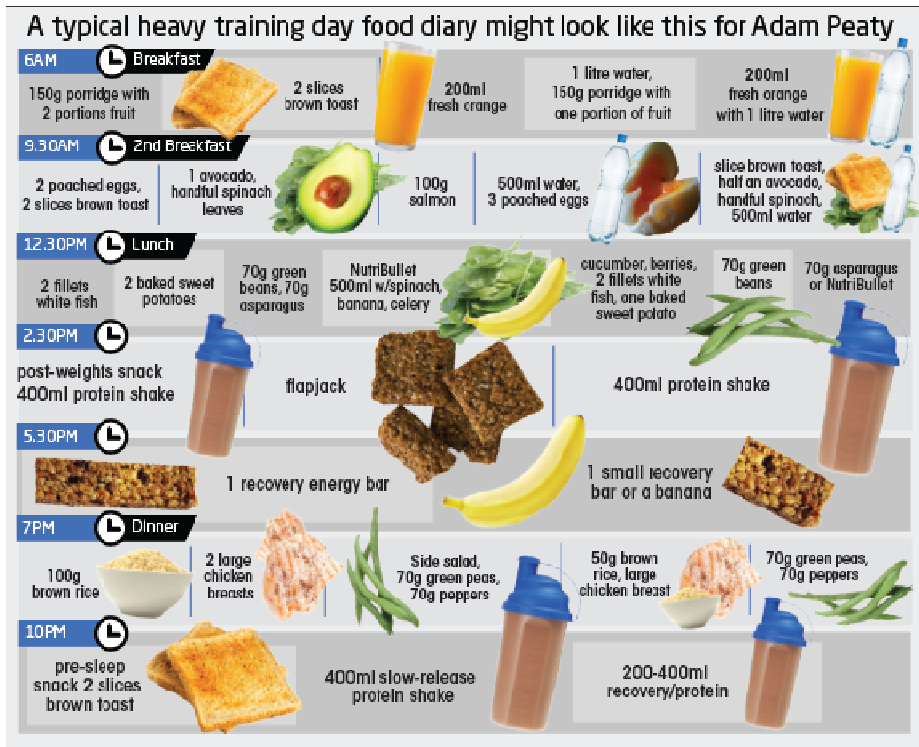 A typical heavy training day food diary might look like this for Adam Peaty
6AM Breakfast
150g porridge with
2 portions fruit
2 slices
brown toast
200ml
fresh orange
1 litre water,
150g porridge with
one portion of fruit
200ml
fresh orange
with 1 litre water
9.30AM 2nd Breakfast
2 poached eggs,
2 slices brown toast
1 avocado,
handful spinach
leaves
100g
salmon
500ml water,
3 poached eggs
slice brown toast,
half an avocado,
handful spinach,
500ml water
12.30PM Lunch
2 fillets
white fish
2 baked sweet
potatoes
70g green
beans, 70g
asparagus
NutriBullet
500ml w/spinach,
banana, celery
cucumber, berries,
2 fillets white
fish, one baked
sweet potato
70g green
beans
70g asparagus
or NutriBullet
2.30PM
post-weights snack
400ml protein shake
flapjack
400ml protein shake
5.30PM
1 recovery energy bar
1 small recovery
bar or a banana
7PM Dinner
100g
brown rice
2 large
chicken
breasts
Side salad,
70g green peas,
70g peppers
50g brown
rice, large
chicken breast
70g green peas,
70g peppers
10PM
pre-sleep
snack 2 slices
brown toast
400ml slow-release
protein shake
200-400ml
recovery/protein